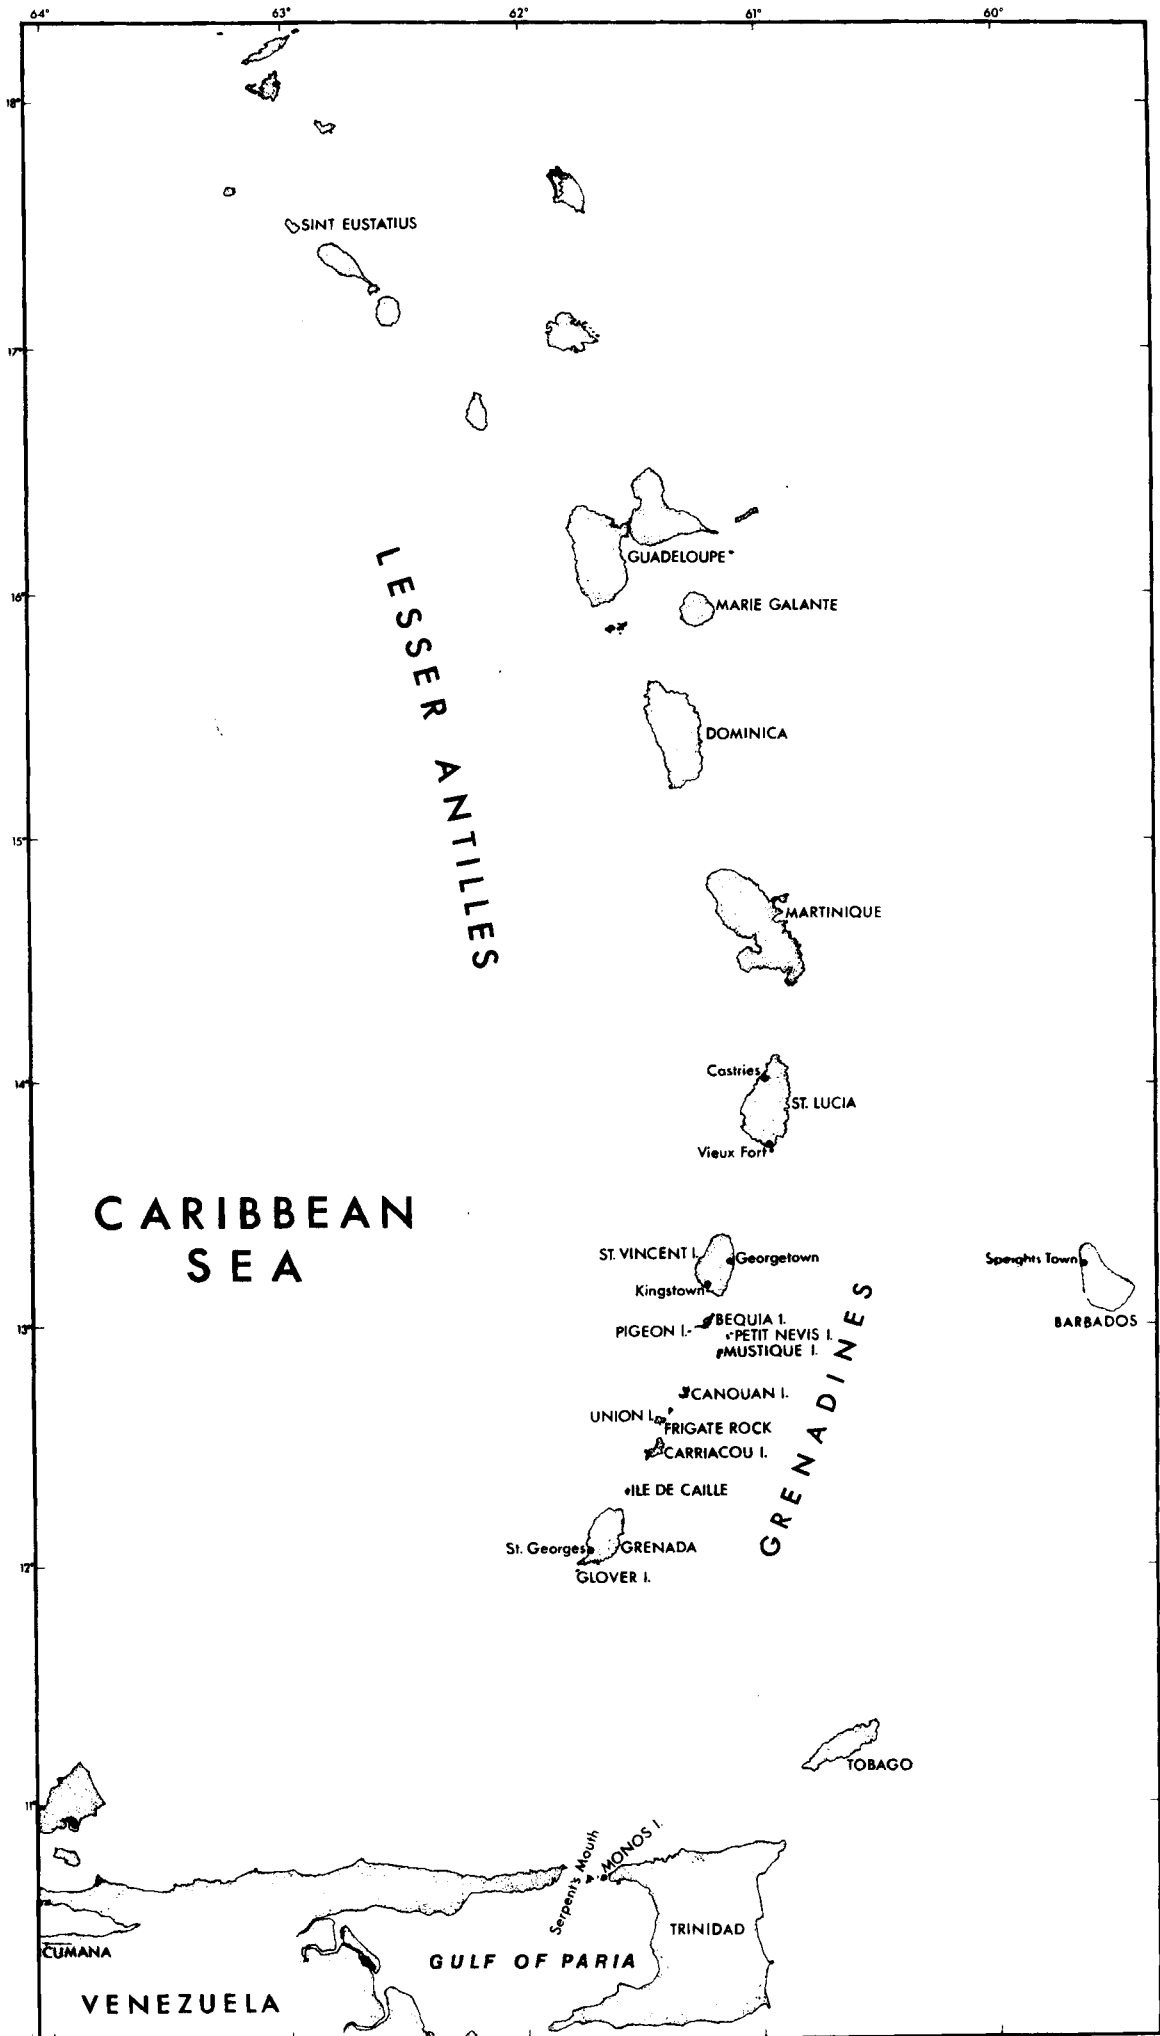 64° 63° 62° 61° 60°
18°
SINT EUSTATIUS
17°
GUADELOUPE
16°
MARIE GALANTE
LESSER ANTILLES
DOMINICA
15°
MARTINIQUE
Castries
14°
ST. LUCIA
Vieux Fort
CARIBBEAN
SEA
ST. VINCENT I.
Georgetown
Speights Town
Kingstown
BEQUIA I.
BARBADOS
13°
PIGEON I.
PETIT NEVIS I.
MUSTIQUE I.
CANOUAN I.
UNION I.
FRIGATE ROCK
CARRIACOU I.
GRENADINES
ILE DE CAILLE
St. Georges
GRENADA
12°
GLOVER I.
TOBAGO
11°
Serpent's Mouth
MONOS I.
TRINIDAD
CUMANA
GULF OF PARIA
VENEZUELA